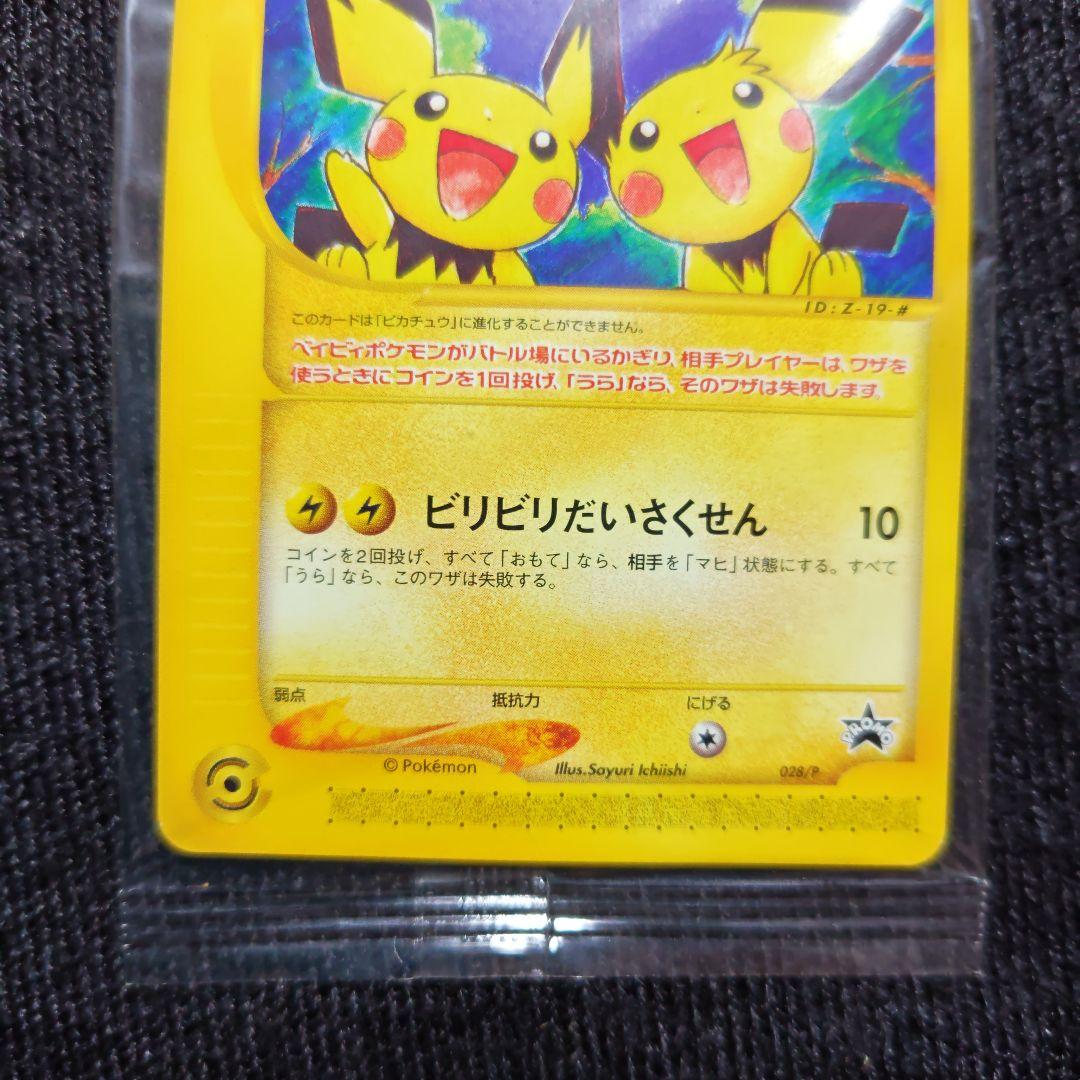 ID:Z-19-#
このカードは「ピカチュウ」に進化することができません。
ベイビィポケモンがバトル場にいるかぎり、相手プレイヤーは、ワザを
使うときにコインを1回投げ、「うら」なら、そのワザは失敗します。
ビリビリだいさくせん 10
コインを2回投げ、すべて「おもて」なら、相手を「マヒ」状態にする。すべて
「うら」なら、このワザは失敗する。
弱点 抵抗力 にげる
PROMO
© Pokémon Illus.Sayuri Ichiishi 028/P